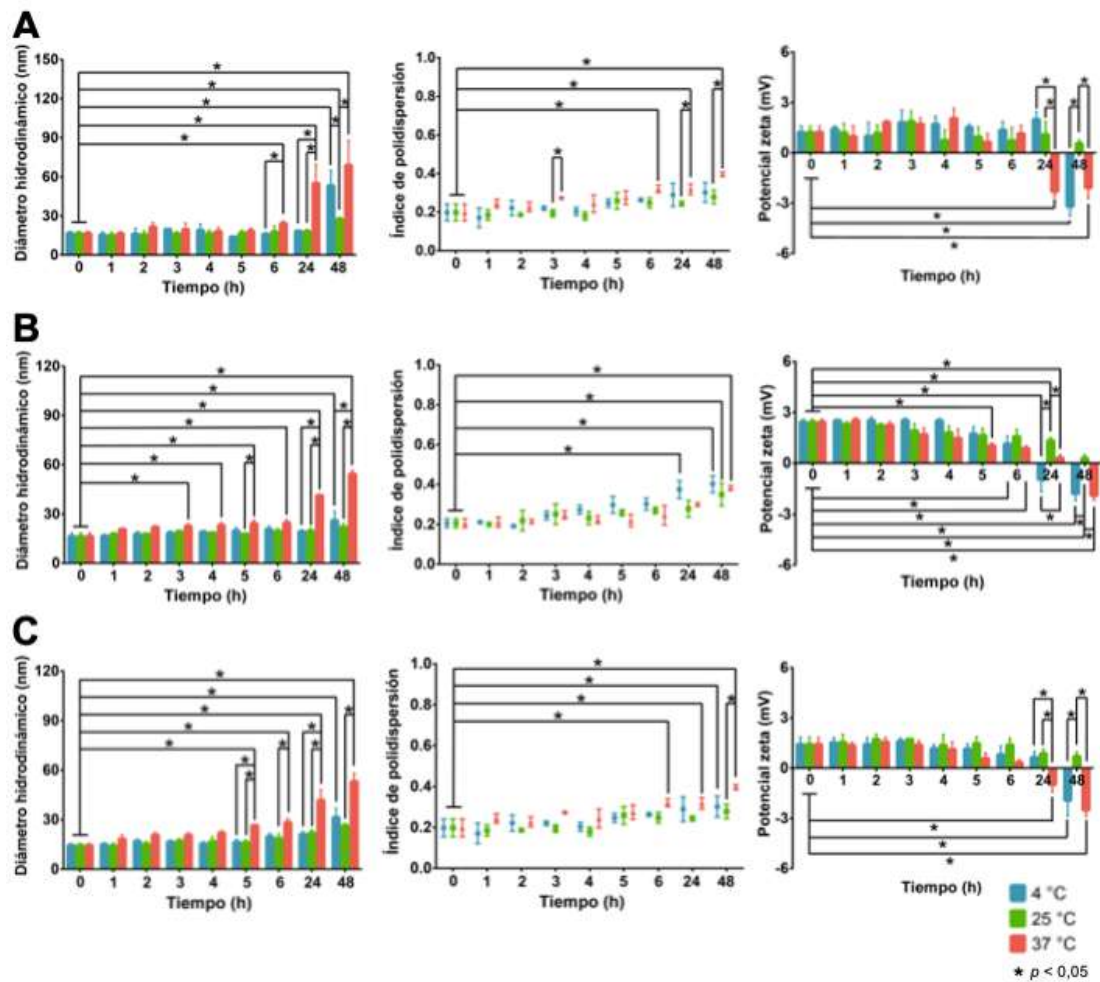 A
Diámetro hidrodinámico (nm)
150
120
90
60
30
0
0 1 2 3 4 5 6 24 48
Tiempo (h)
* * * * * * * * * *
Índice de polidispersión
1.0
0.8
0.6
0.4
0.2
0.0
0 1 2 3 4 5 6 24 48
Tiempo (h)
* * * * * *
Potencial zeta (mV)
6
3
0
-3
-6
0 1 2 3 4 5 6 24 48
Tiempo (h)
* * * * * * *
B
Diámetro hidrodinámico (nm)
120
90
60
30
0
0 1 2 3 4 5 6 24 48
Tiempo (h)
* * * * * * * * * * * *
Índice de polidispersión
1.0
0.8
0.6
0.4
0.2
0.0
0 1 2 3 4 5 6 24 48
Tiempo (h)
* * * *
Potencial zeta (mV)
6
3
0
-3
-6
0 1 2 3 4 5 6 24 48
Tiempo (h)
* * * * * * * * * * * * * *
C
Diámetro hidrodinámico (nm)
120
90
60
30
0
0 1 2 3 4 5 6 24 48
Tiempo (h)
* * * * * * * * * * *
Índice de polidispersión
1.0
0.8
0.6
0.4
0.2
0.0
0 1 2 3 4 5 6 24 48
Tiempo (h)
* * * * *
Potencial zeta (mV)
6
3
0
-3
-6
0 1 2 3 4 5 6 24 48
Tiempo (h)
* * * * * * *
4 °C
25 °C
37 °C
* p < 0,05